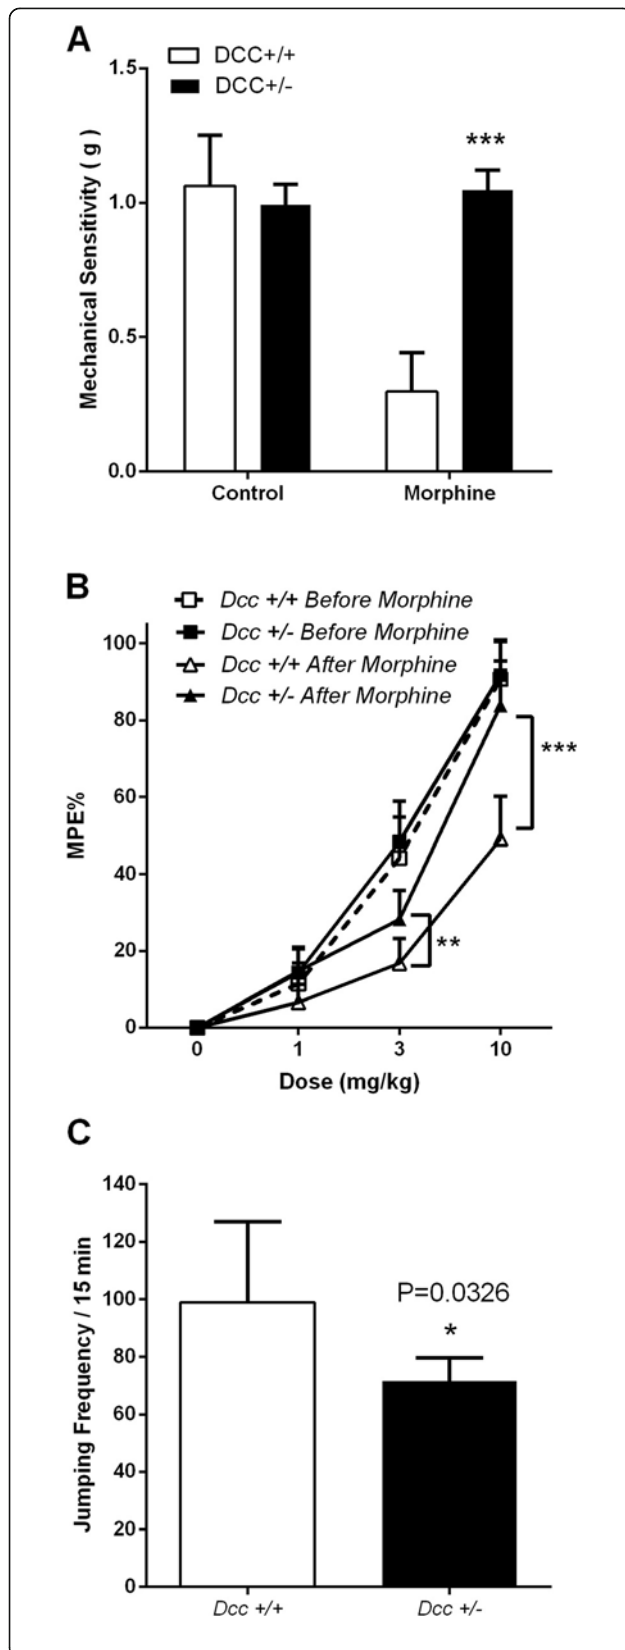 A
DCC+/+
DCC+/-
1.5
1.0
0.5
0.0
Mechanical Sensitivity ( g )
***
Control Morphine
B
Dcc +/+ Before Morphine
Dcc +/- Before Morphine
Dcc +/+ After Morphine
Dcc +/- After Morphine
100
80
60
40
20
0
MPE%
***
**
0 1 3 10
Dose (mg/kg)
C
140
120
100
80
60
40
20
0
Jumping Frequency / 15 min
P=0.0326
*
Dcc +/+ Dcc +/-